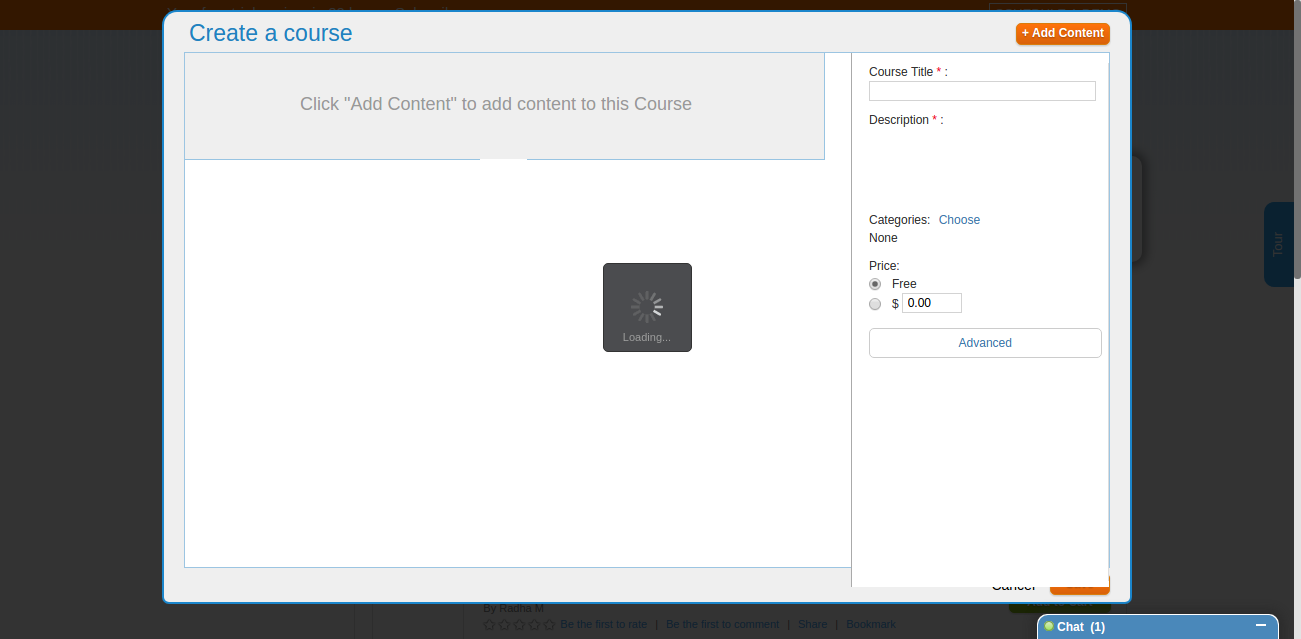 Create a course
+ Add Content
Click "Add Content" to add content to this Course
Course Title * :
Description * :
Categories: Choose
None
Price:
Free
$ 0.00
Advanced
Loading...
Tour
Cancel
By Radha M
Be the first to rate | Be the first to comment | Share | Bookmark
Chat (1)